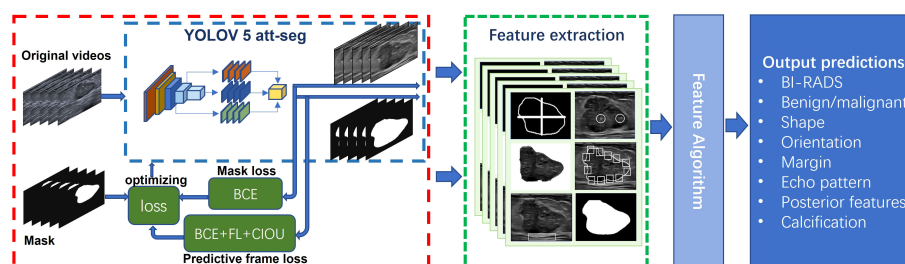 Original videos
YOLOV 5 att-seg
optimizing
Mask loss
BCE
loss
Mask
BCE+FL+CIOU
Predictive frame loss
Feature extraction
Feature Algorithm
Output predictions
• BI-RADS
• Benign/malignant
• Shape
• Orientation
• Margin
• Echo pattern
• Posterior features
• Calcification